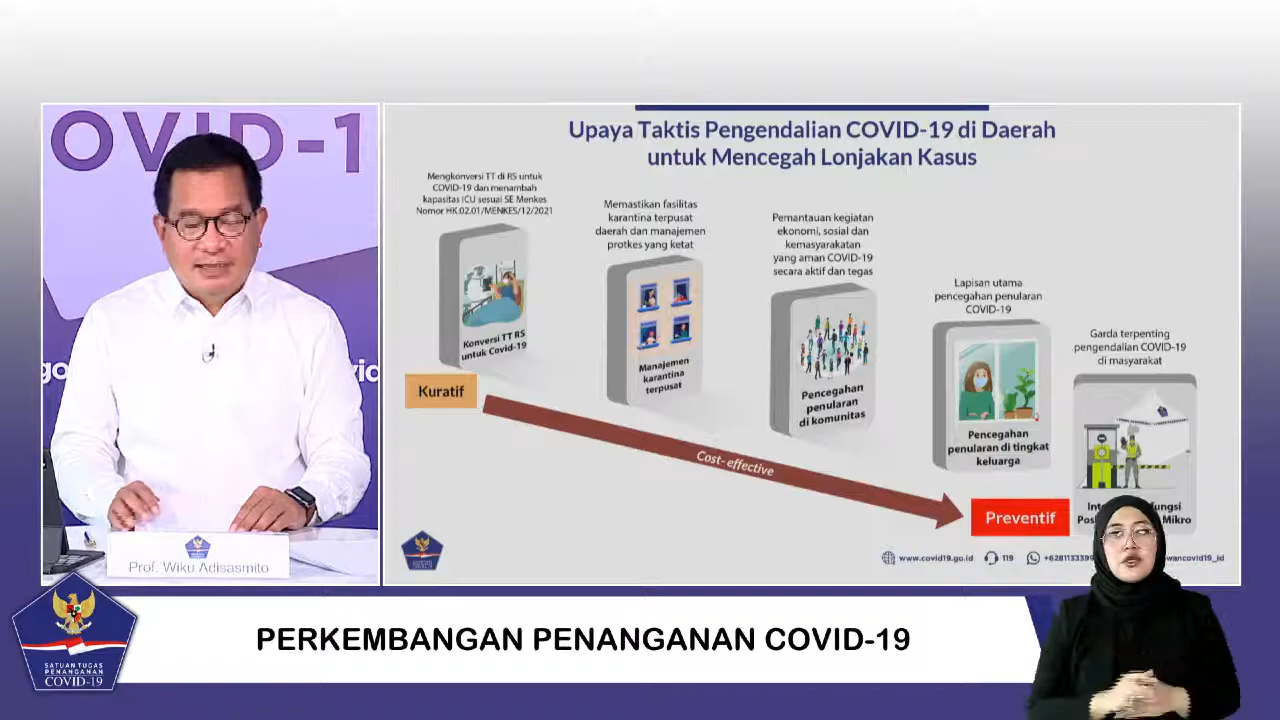 OVID-1
go
vic
Prof. Wiku Adisasmito
Upaya Taktis Pengendalian COVID-19 di Daerah
untuk Mencegah Lonjakan Kasus
Mengkonversi TT di RS untuk
COVID-19 dan menambah
kapasitas ICU sesuai SE Menkes
Nomor HK.02.01/MENKES/12/2021
Konversi TT RS
untuk Covid-19
Memastikan fasilitas
karantina terpusat
daerah dan manajemen
protkes yang ketat
Manajemen
karantina
terpusat
Pemantauan kegiatan
ekonomi, sosial dan
kemasyarakatan
yang aman COVID-19
secara aktif dan tegas
Pencegahan
penularan
di komunitas
Lapisan utama
pencegahan penularan
COVID-19
Pencegahan
penularan di tingkat
keluarga
Garda terpenting
pengendalian COVID-19
di masyarakat
Mikro
Kuratif
Cost-effective
Preventif
www.covid19.go.id
119
+6281133399
wancovid19_id
PERKEMBANGAN PENANGANAN COVID-19
SATUAN TUGAS
PENANGANAN
COVID-19